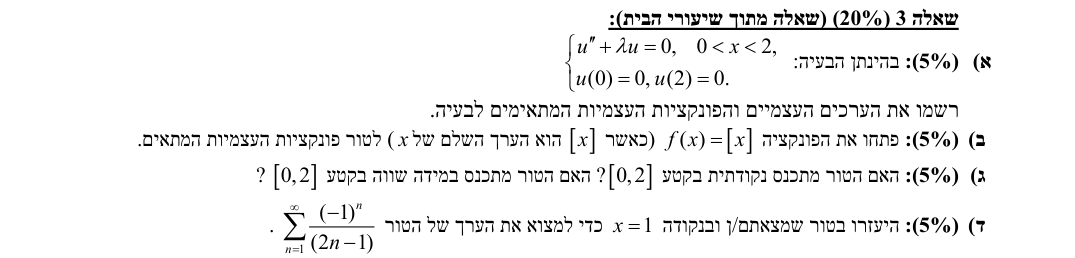 שאלה 3 (20%) (שאלה מתוך שיעורי הבית):
א) (5%): בהינתן הבעיה: { u″ + λu = 0, 0 < x < 2,
u(0) = 0, u(2) = 0.
רשמו את הערכים העצמיים והפונקציות העצמיות המתאימים לבעיה.
ב) (5%): פתחו את הפונקציה f(x) = [x] (כאשר [x] הוא הערך השלם של x) לטור פונקציות העצמיות המתאים.
ג) (5%): האם הטור מתכנס נקודתית בקטע [0,2]? האם הטור מתכנס במידה שווה בקטע [0,2] ?
ד) (5%): היעזרו בטור שמצאתם/ן ובנקודה x = 1 כדי למצוא את הערך של הטור ∑_{n=1}^{∞} (-1)^n / (2n-1) .